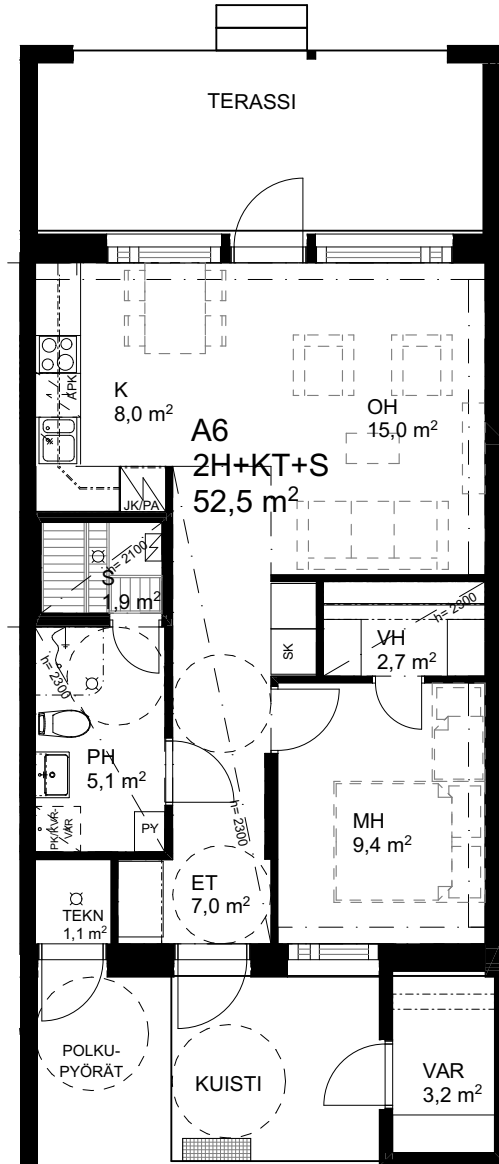 TERASSI
K
8,0 m²
APK
OH
15,0 m²
A6
2H+KT+S
52,5 m²
JK/PA
h= 2100
S
1,9 m²
h= 2300
VH
2,7 m²
SK
h= 2300
PH
5,1 m²
PK/KVR-
VAR
PY
h= 2300
MH
9,4 m²
ET
7,0 m²
TEKN
1,1 m²
POLKU-
PYÖRÄT
KUISTI
VAR
3,2 m²